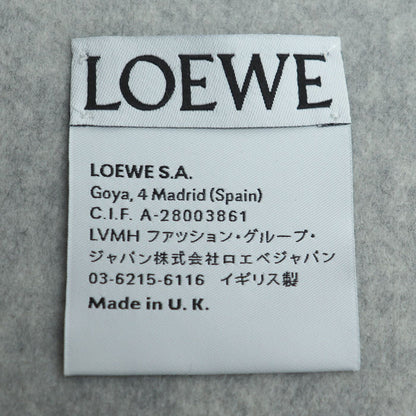 LOEWE
LOEWE S.A.
Goya, 4 Madrid (Spain)
C.I.F. A-28003861
LVMH ファッション・グループ・
ジャパン株式会社ロエベジャパン
03-6215-6116 イギリス製
Made in U. K.